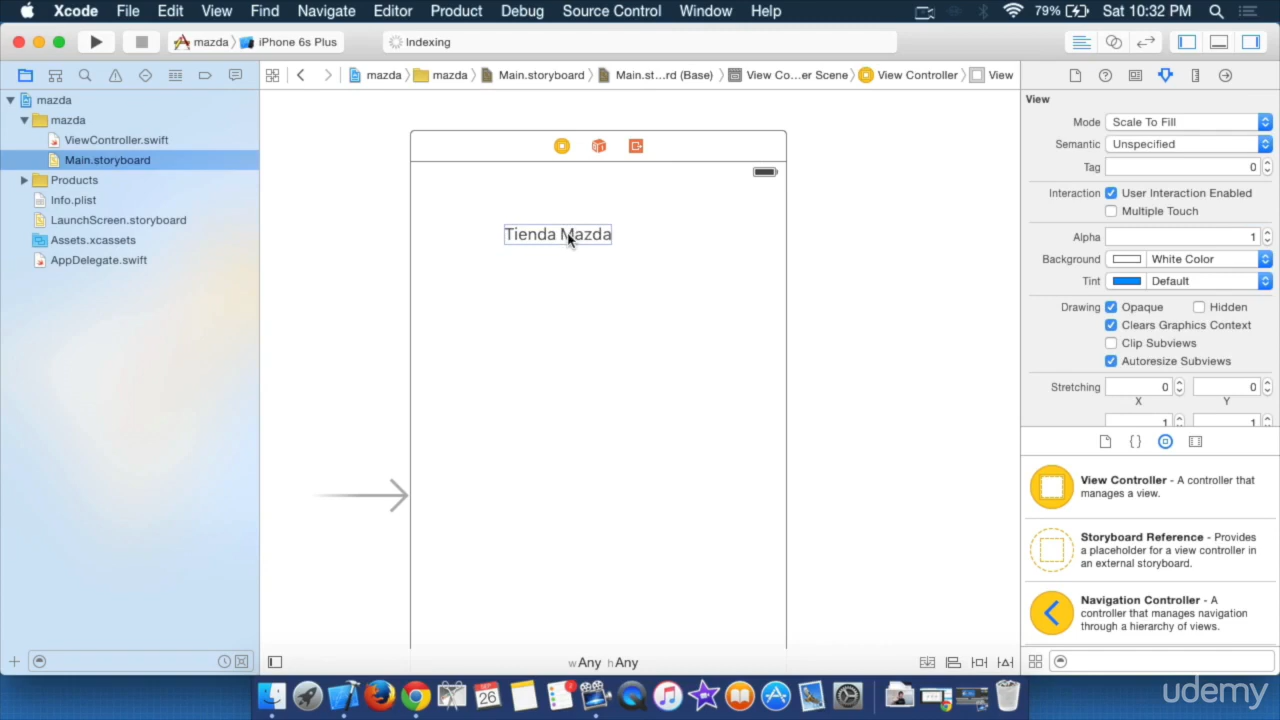 Xcode File Edit View Find Navigate Editor Product Debug Source Control Window Help 79% Sat 10:32 PM
mazda iPhone 6s Plus Indexing
mazda mazda Main.storyboard Main.st...rd (Base) View Co...er Scene View Controller View
mazda
mazda
ViewController.swift
Main.storyboard
Products
Info.plist
LaunchScreen.storyboard
Assets.xcassets
AppDelegate.swift
Tienda Mazda
wAny hAny
View
Mode Scale To Fill
Semantic Unspecified
Tag 0
Interaction User Interaction Enabled
Multiple Touch
Alpha 1
Background White Color
Tint Default
Drawing Opaque Hidden
Clears Graphics Context
Clip Subviews
Autoresize Subviews
Stretching 0 0
X Y
1 1
View Controller - A controller that
manages a view.
Storyboard Reference - Provides
a placeholder for a view controller in
an external storyboard.
Navigation Controller - A
controller that manages navigation
through a hierarchy of views.
26
udemy